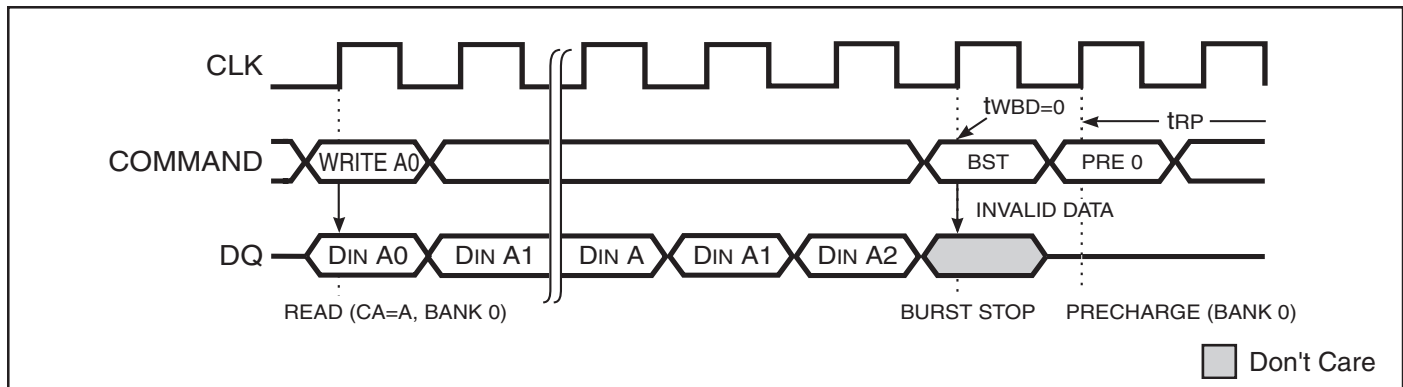 CLK
tWBD=0
tRP
COMMAND WRITE A0 BST PRE 0
INVALID DATA
DQ DIN A0 DIN A1 DIN A DIN A1 DIN A2
READ (CA=A, BANK 0) BURST STOP PRECHARGE (BANK 0)
Don't Care